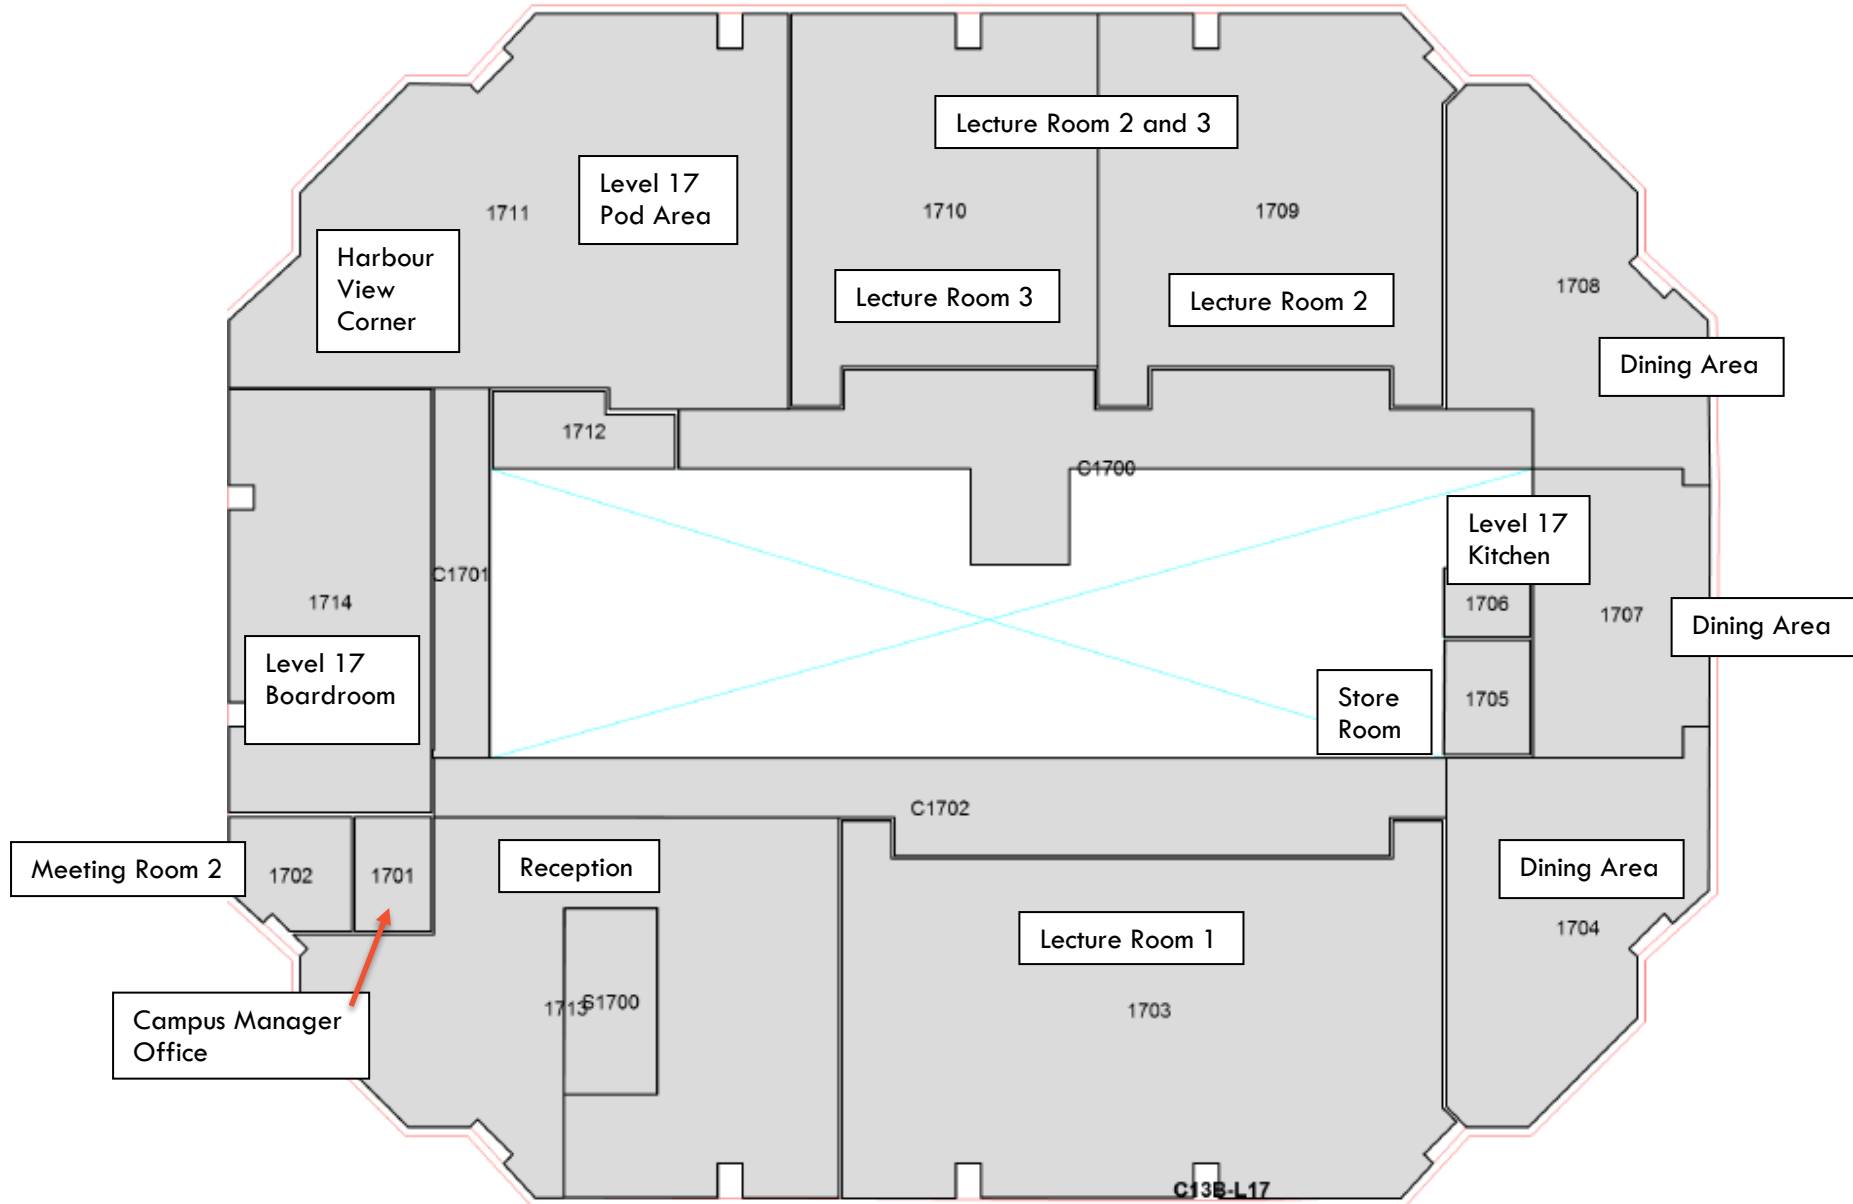 Lecture Room 2 and 3
Level 17
Pod Area
1711
1710
1709
Harbour
View
Corner
Lecture Room 3
Lecture Room 2
1708
Dining Area
1712
C1700
Level 17
Kitchen
C1701
1714
1706
1707
Dining Area
Level 17
Boardroom
Store
Room
1705
C1702
Meeting Room 2
1702
1701
Reception
Dining Area
1704
Lecture Room 1
1713
S1700
1703
Campus Manager
Office
C13B-L17